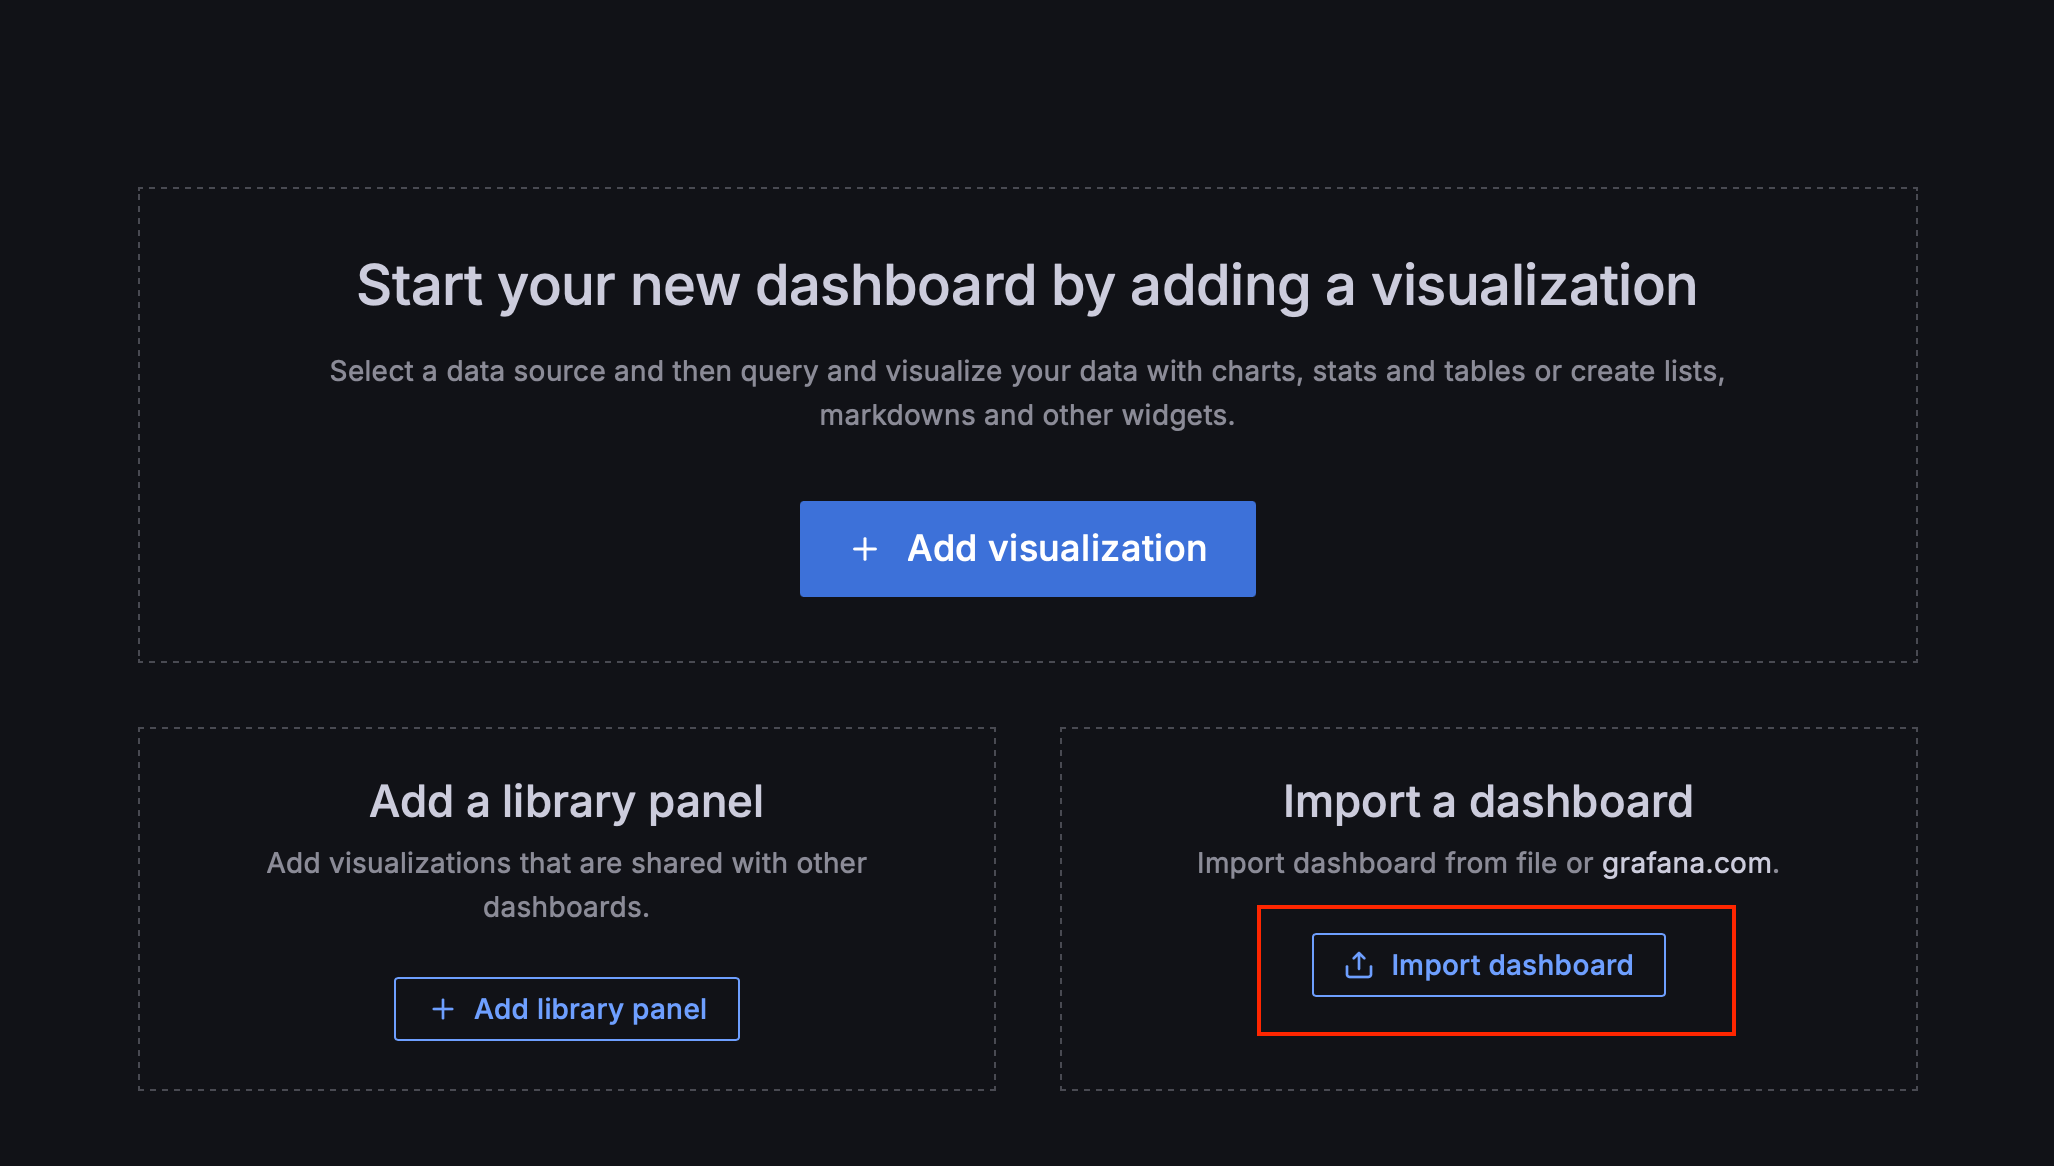 Start your new dashboard by adding a visualization
Select a data source and then query and visualize your data with charts, stats and tables or create lists,
markdowns and other widgets.
+ Add visualization
Add a library panel
Add visualizations that are shared with other
dashboards.
+ Add library panel
Import a dashboard
Import dashboard from file or grafana.com.
Import dashboard